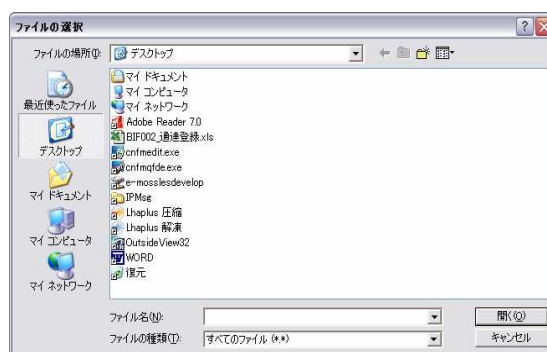 ファイルの選択
ファイルの場所(I):
デスクトップ
最近使ったファイル
デスクトップ
マイ ドキュメント
マイ コンピュータ
マイ ネットワーク
マイ ドキュメント
マイ コンピュータ
マイ ネットワーク
Adobe Reader 7.0
BIF002_通達登録.xls
cnfmedit.exe
cnfmqfde.exe
e-mosslesdevelop
IPMsg
Lhaplus 圧縮
Lhaplus 解凍
OutsideView32
WORD
復元
ファイル名(N):
開く(O)
ファイルの種類(T):
すべてのファイル (*.*)
キャンセル